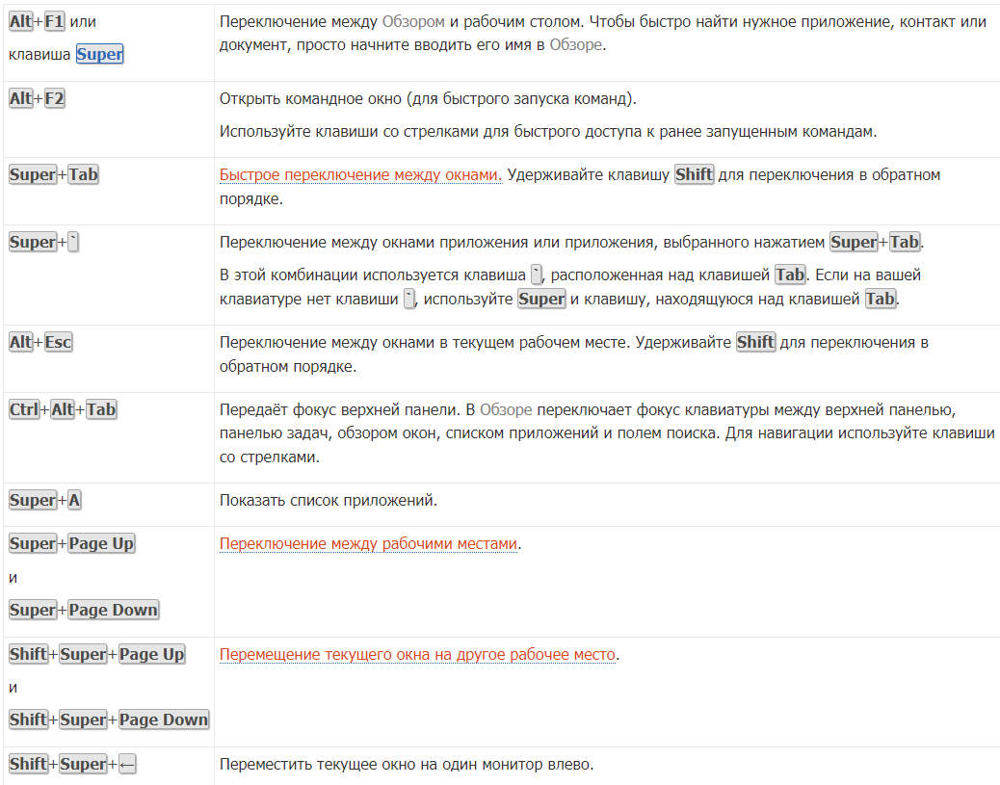 Alt+F1 или
клавиша Super
Переключение между Обзором и рабочим столом. Чтобы быстро найти нужное приложение, контакт или
документ, просто начните вводить его имя в Обзоре.
Alt+F2
Открыть командное окно (для быстрого запуска команд).
Используйте клавиши со стрелками для быстрого доступа к ранее запущенным командам.
Super+Tab
Быстрое переключение между окнами. Удерживайте клавишу Shift для переключения в обратном
порядке.
Super+`
Переключение между окнами приложения или приложения, выбранного нажатием Super+Tab.
В этой комбинации используется клавиша `, расположенная над клавишей Tab. Если на вашей
клавиатуре нет клавиши `, используйте Super и клавишу, находящуюся над клавишей Tab.
Alt+Esc
Переключение между окнами в текущем рабочем месте. Удерживайте Shift для переключения в
обратном порядке.
Ctrl+Alt+Tab
Передаёт фокус верхней панели. В Обзоре переключает фокус клавиатуры между верхней панелью,
панелью задач, обзором окон, списком приложений и полем поиска. Для навигации используйте клавиши
со стрелками.
Super+A
Показать список приложений.
Super+Page Up
и
Super+Page Down
Переключение между рабочими местами.
Shift+Super+Page Up
и
Shift+Super+Page Down
Перемещение текущего окна на другое рабочее место.
Shift+Super+←
Переместить текущее окно на один монитор влево.